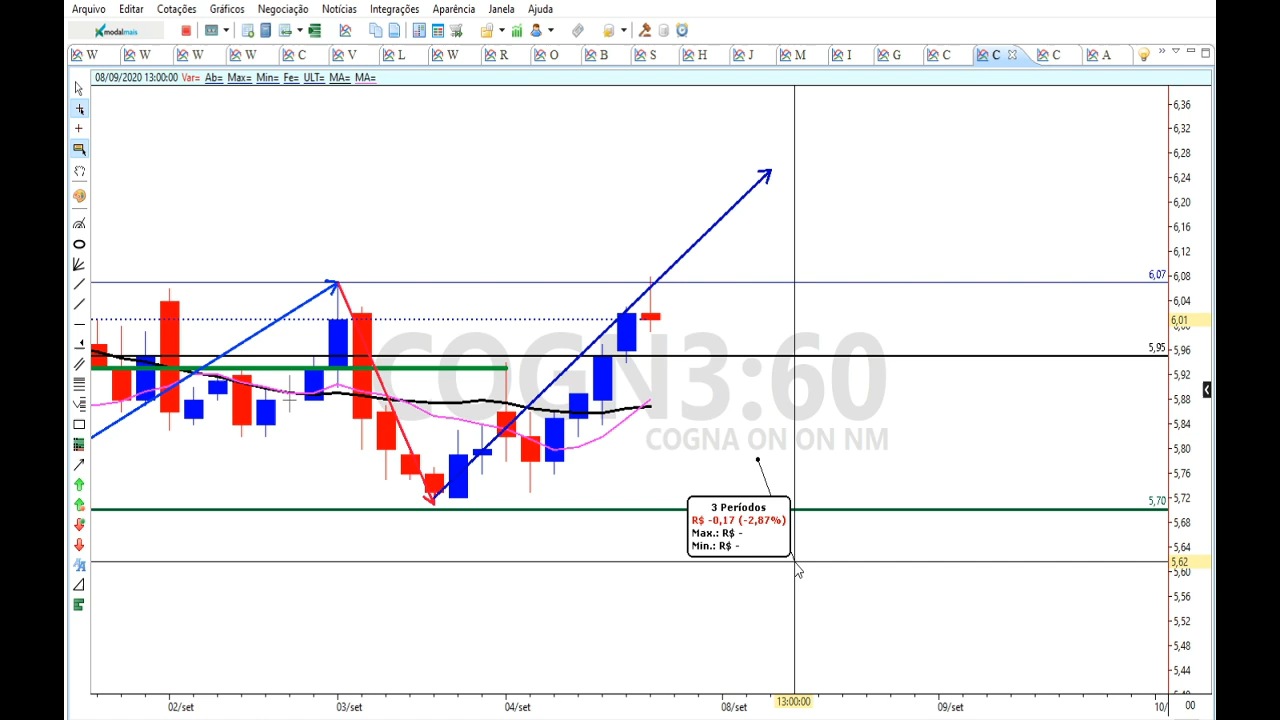 Arquivo Editar Cotações Gráficos Negociação Notícias Integrações Aparência Janela Ajuda
modalmais
W W W W C V L W R O B S H J M I G C C C A
08/09/2020 13:00:00 Var= Ab= Max= Min= Fe= ULT= MA= MA=
6,36
6,32
6,28
6,24
6,20
6,16
6,12
6,08
6,07
6,04
6,01
6,00
5,96
5,95
5,92
5,88
5,84
5,80
5,76
5,72
5,70
5,68
5,64
5,62
5,60
5,56
5,52
5,48
5,44
COGN3:60
COGNA ON ON NM
3 Períodos
R$ -0,17 (-2,87%)
Max.: R$ -
Min.: R$ -
02/set 03/set 04/set 08/set 13:00:00 09/set 10/ 00